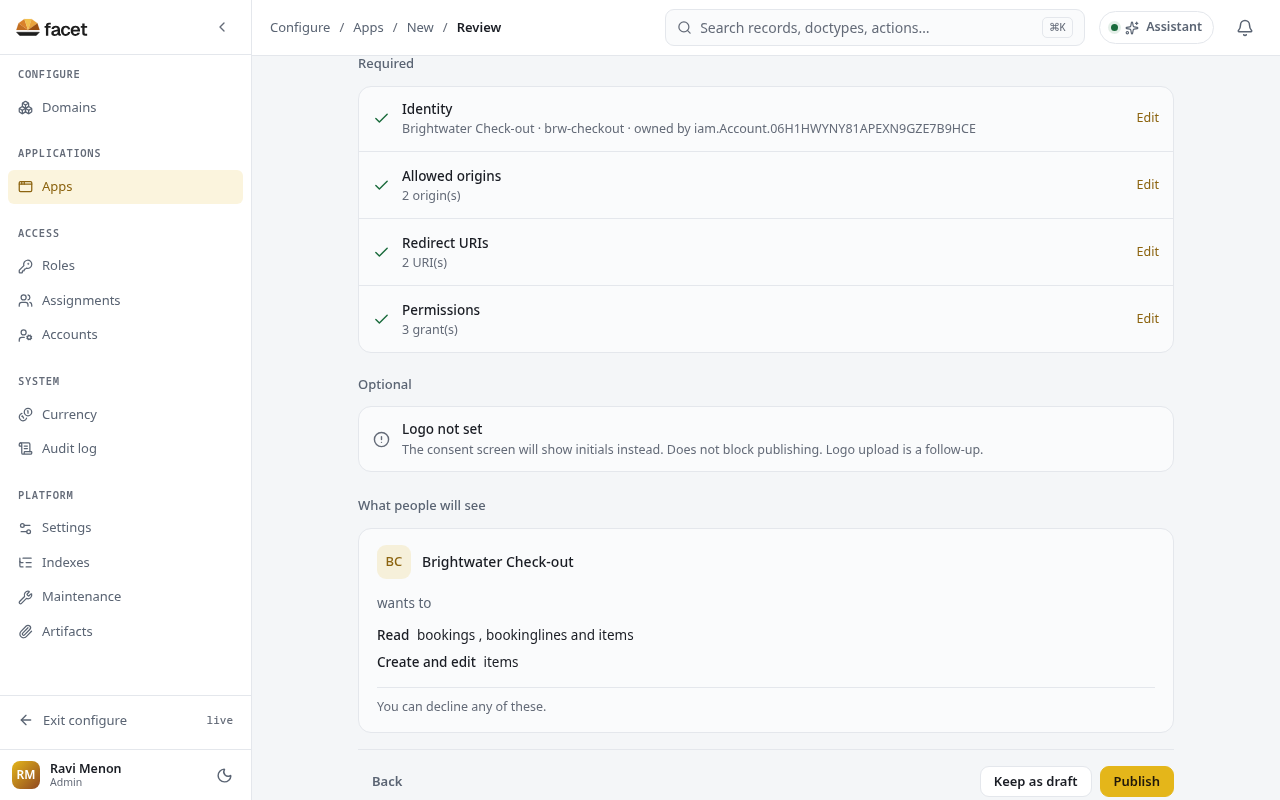 facet
Configure / Apps / New / Review
Search records, doctypes, actions...
⌘K
Assistant
CONFIGURE
Domains
APPLICATIONS
Apps
ACCESS
Roles
Assignments
Accounts
SYSTEM
Currency
Audit log
PLATFORM
Settings
Indexes
Maintenance
Artifacts
Exit configure
live
RM
Ravi Menon
Admin
Required
Identity
Brightwater Check-out · brw-checkout · owned by iam.Account.06H1HWYNY81APEXN9GZE7B9HCE
Edit
Allowed origins
2 origin(s)
Edit
Redirect URIs
2 URI(s)
Edit
Permissions
3 grant(s)
Edit
Optional
Logo not set
The consent screen will show initials instead. Does not block publishing. Logo upload is a follow-up.
What people will see
BC
Brightwater Check-out
wants to
Read bookings , bookinglines and items
Create and edit items
You can decline any of these.
Back
Keep as draft
Publish